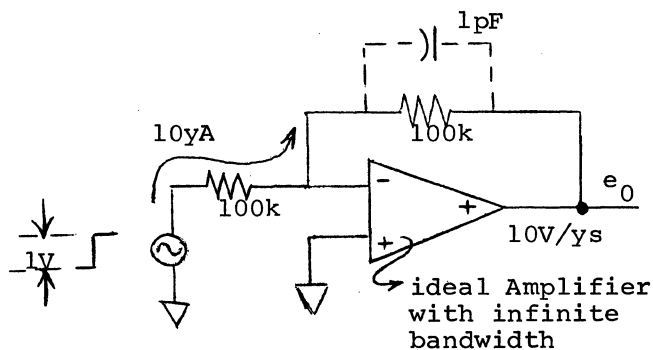 1pF
10yA
100k
100k
1V
-
+
+
e0
10V/ys
ideal Amplifier
with infinite
bandwidth